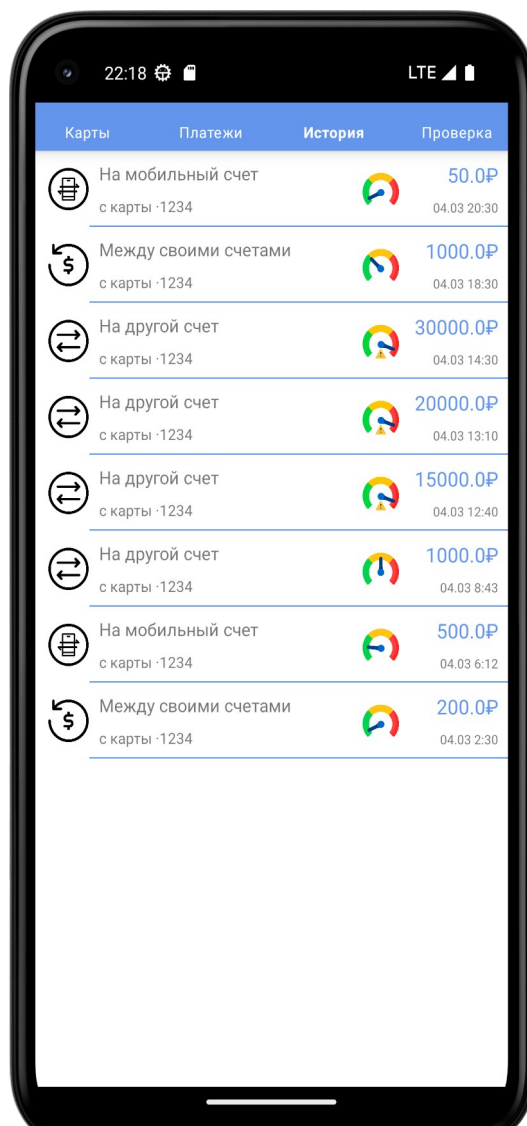 22:18 LTE
Карты Платежи История Проверка
На мобильный счет 50.0₽
с карты ·1234 04.03 20:30
Между своими счетами 1000.0₽
с карты ·1234 04.03 18:30
На другой счет 30000.0₽
с карты ·1234 04.03 14:30
На другой счет 20000.0₽
с карты ·1234 04.03 13:10
На другой счет 15000.0₽
с карты ·1234 04.03 12:40
На другой счет 1000.0₽
с карты ·1234 04.03 8:43
На мобильный счет 500.0₽
с карты ·1234 04.03 6:12
Между своими счетами 200.0₽
с карты ·1234 04.03 2:30